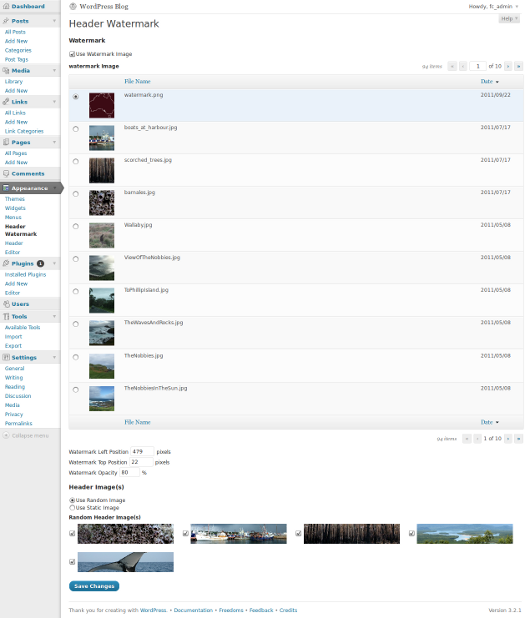 Dashboard
WordPress Blog
Howdy, fc_admin
Help
Posts
All Posts
Add New
Categories
Post Tags
Media
Library
Add New
Links
All Links
Add New
Link Categories
Pages
All Pages
Add New
Comments
Appearance
Themes
Widgets
Menus
Header
Watermark
Header
Editor
Plugins 1
Installed Plugins
Add New
Editor
Users
Tools
Available Tools
Import
Export
Settings
General
Writing
Reading
Discussion
Media
Privacy
Permalinks
Collapse menu
Header Watermark
Watermark
Use Watermark Image
watermark image
94 items « ‹ 1 of 10 › »
File Name Date
watermark.png 2011/09/22
boats_at_harbour.jpg 2011/07/17
scorched_trees.jpg 2011/07/17
barnales.jpg 2011/07/17
Wallaby.jpg 2011/05/08
ViewOfTheNobbies.jpg 2011/05/08
ToPhillipIsland.jpg 2011/05/08
TheWavesAndRocks.jpg 2011/05/08
TheNobbies.jpg 2011/05/08
TheNobbiesInTheSun.jpg 2011/05/08
File Name Date
94 items « ‹ 1 of 10 › »
Watermark Left Position 479 pixels
Watermark Top Position 22 pixels
Watermark Opacity 80 %
Header Image(s)
Use Random Image
Use Static Image
Random Header Image(s)
Save Changes
Thank you for creating with WordPress. • Documentation • Freedoms • Feedback • Credits
Version 3.2.1